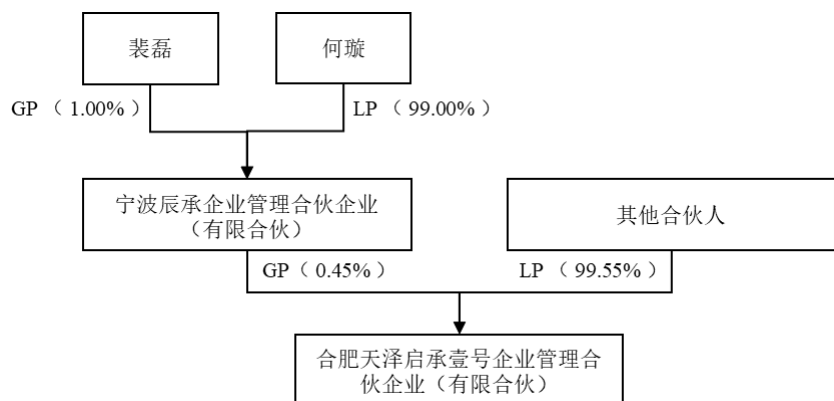 裴磊
何璇
GP （ 1.00% ）
LP （ 99.00% ）
宁波辰承企业管理合伙企业
（有限合伙）
其他合伙人
GP（ 0.45% ）
LP （ 99.55% ）
合肥天泽启承壹号企业管理合
伙企业（有限合伙）